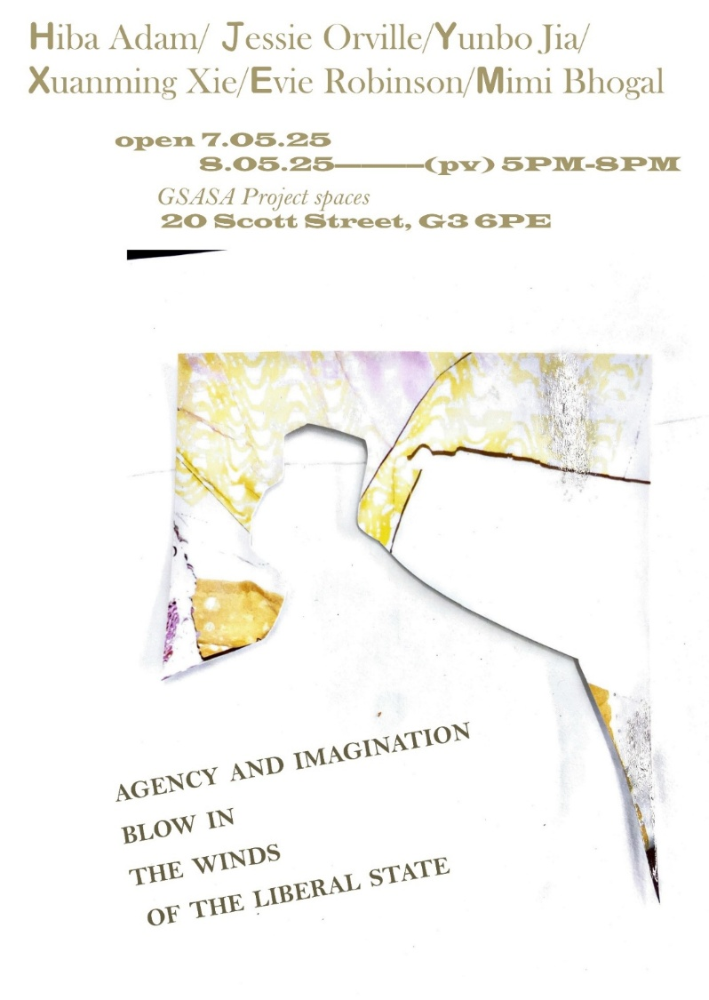 Hiba Adam/ Jessie Orville/Yunbo Jia/
Xuanming Xie/Evie Robinson/Mimi Bhogal
open 7.05.25
8.05.25———(pv) 5PM-8PM
GSASA Project spaces
20 Scott Street, G3 6PE
AGENCY AND IMAGINATION
BLOW IN
THE WINDS
OF THE LIBERAL STATE